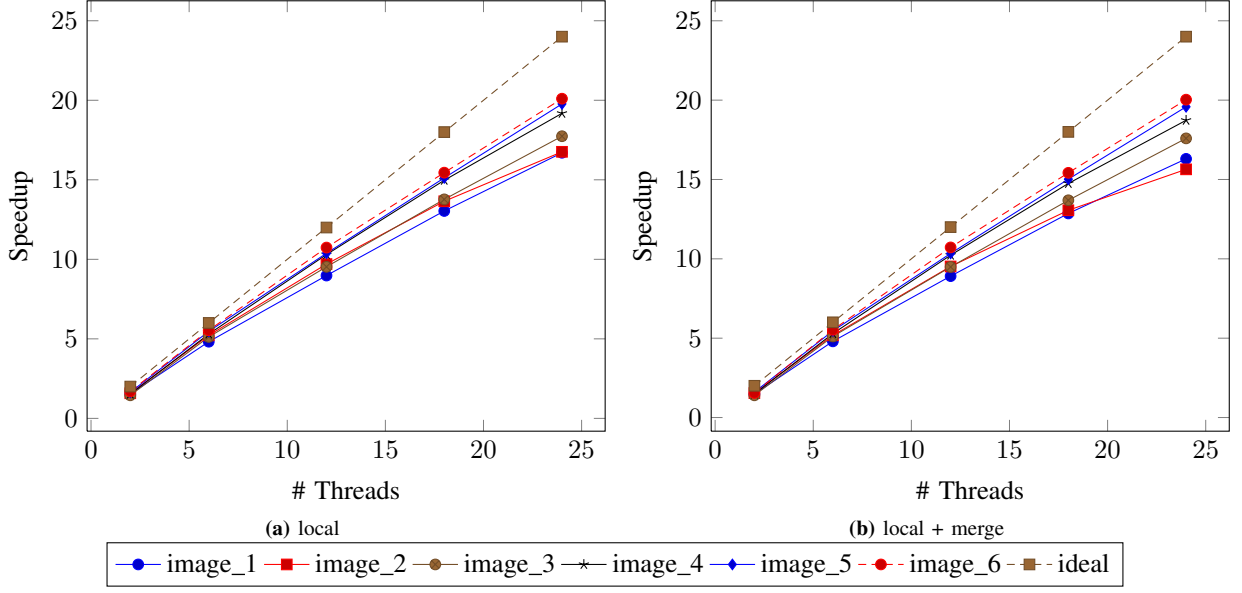 25
20
15
10
5
0
Speedup
0 5 10 15 20 25
# Threads
(a) local
25
20
15
10
5
0
Speedup
0 5 10 15 20 25
# Threads
(b) local + merge
image_1 image_2 image_3 image_4 image_5 image_6 ideal